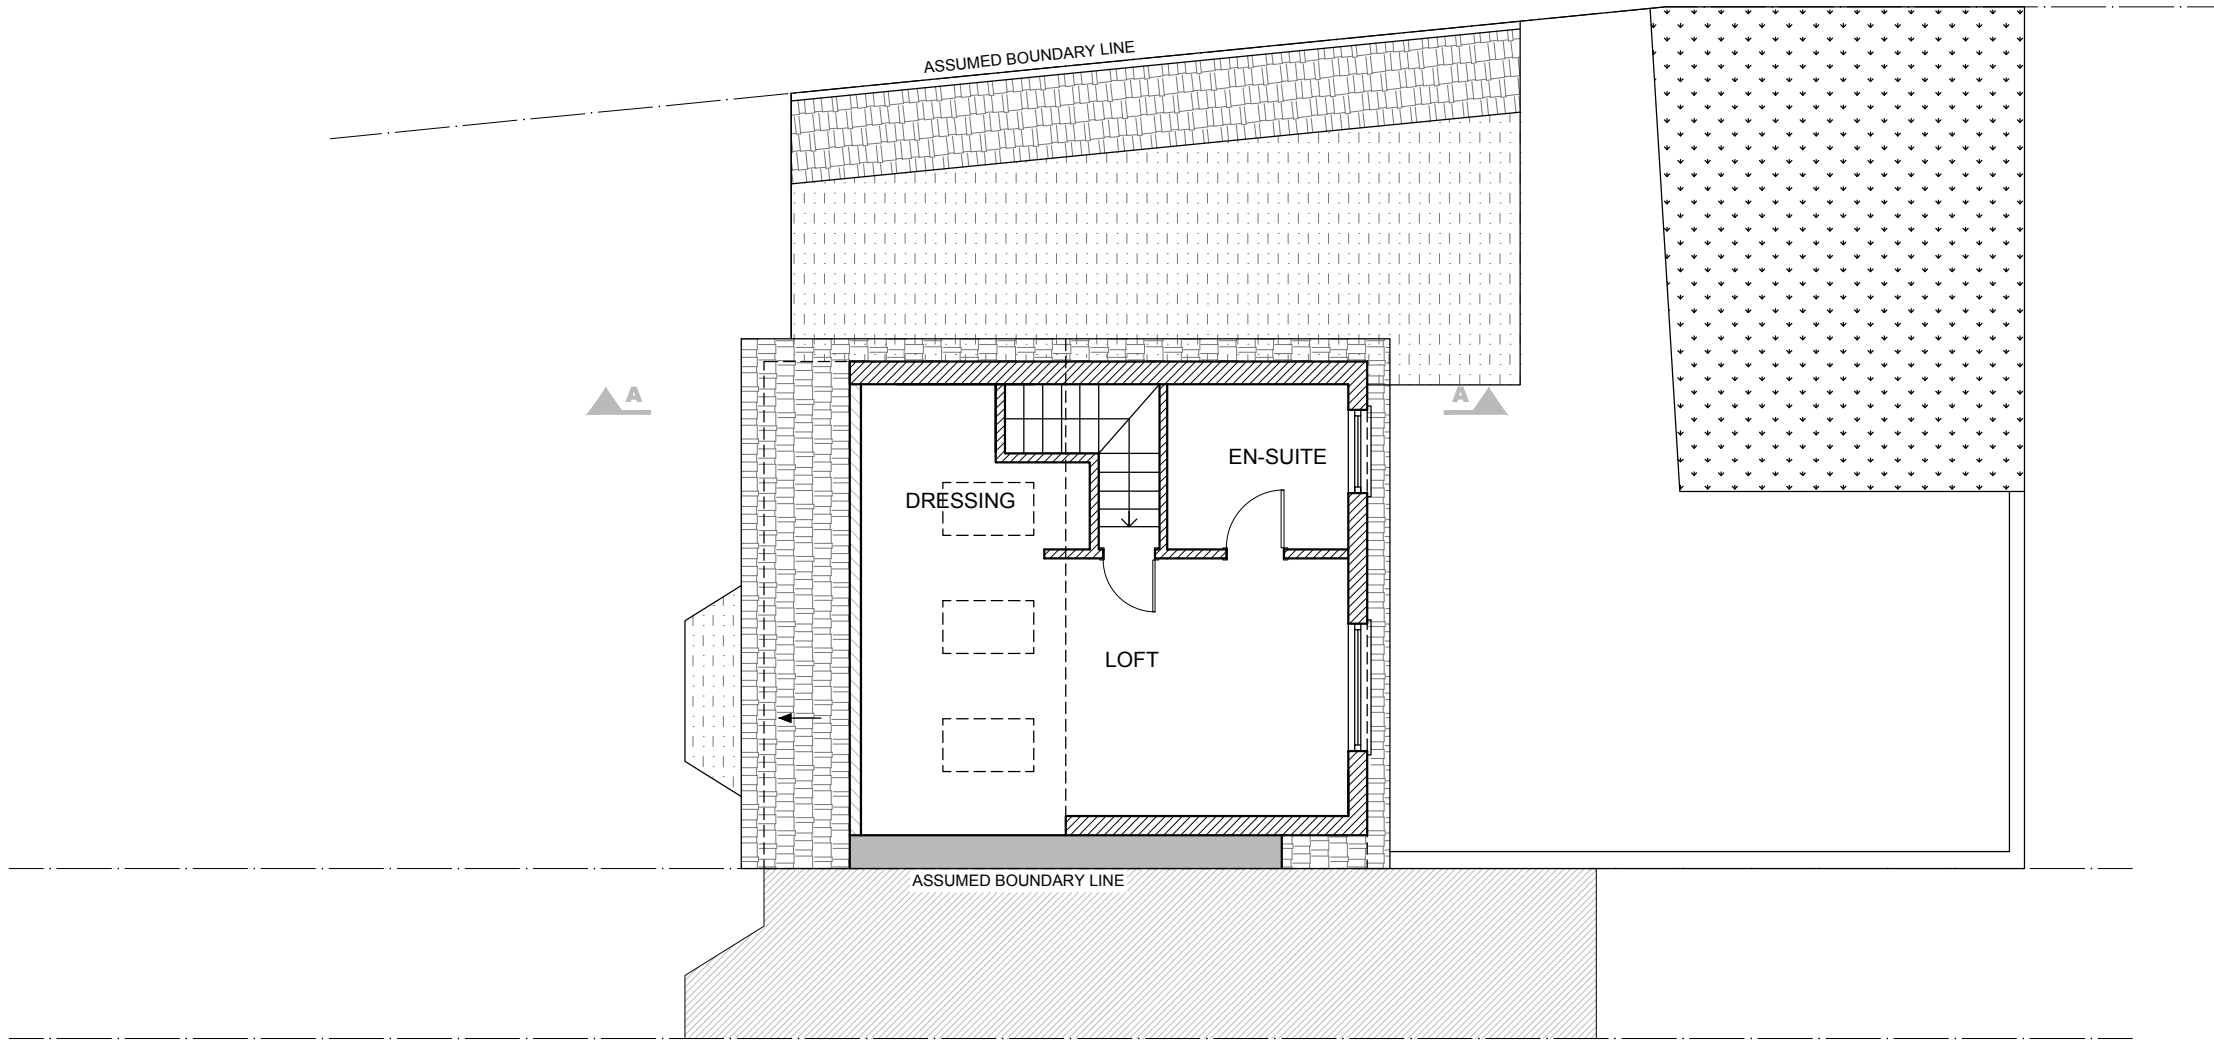 ASSUMED BOUNDARY LINE
A
A
EN-SUITE
DRESSING
LOFT
ASSUMED BOUNDARY LINE